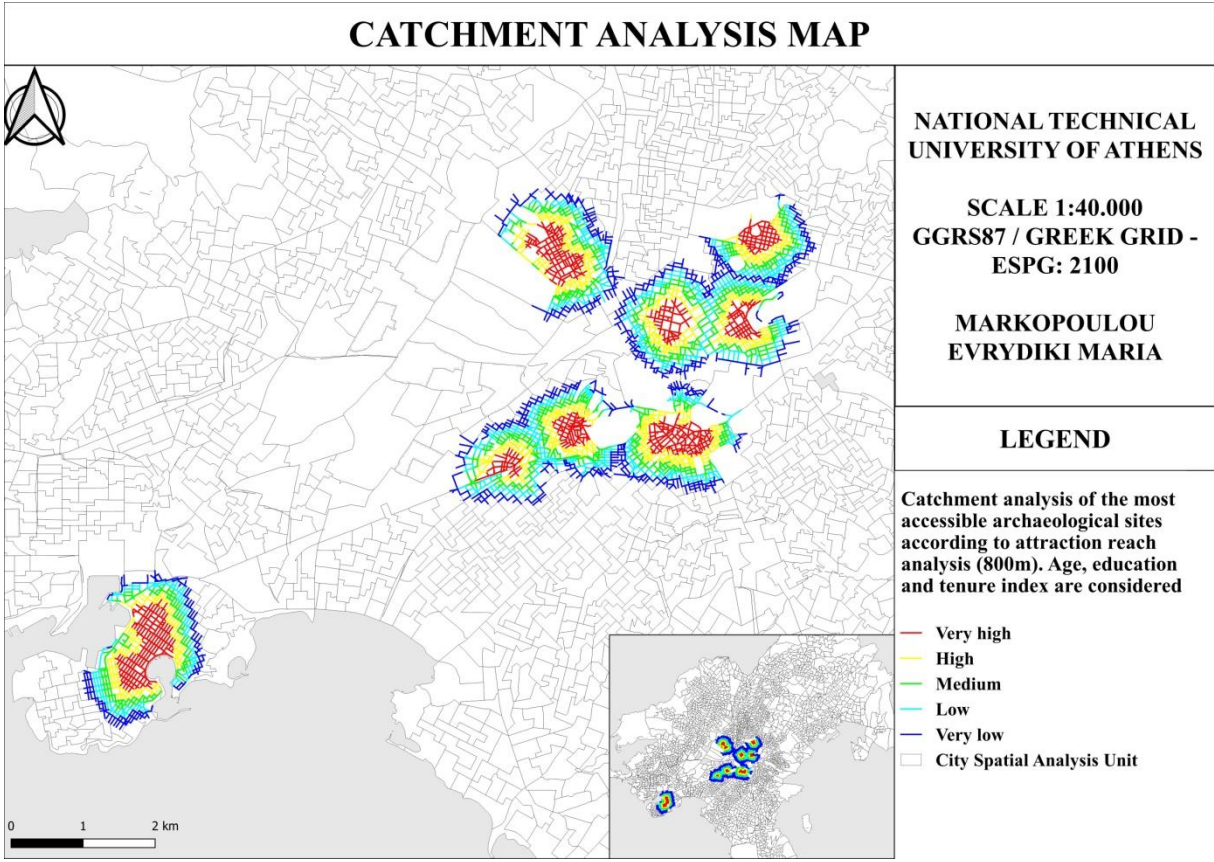 CATCHMENT ANALYSIS MAP
NATIONAL TECHNICAL
UNIVERSITY OF ATHENS
SCALE 1:40.000
GGRS87 / GREEK GRID -
ESPG: 2100
MARKOPOULOU
EVRYDIKI MARIA
LEGEND
Catchment analysis of the most
accessible archaeological sites
according to attraction reach
analysis (800m). Age, education
and tenure index are considered
Very high
High
Medium
Low
Very low
City Spatial Analysis Unit
0 1 2 km